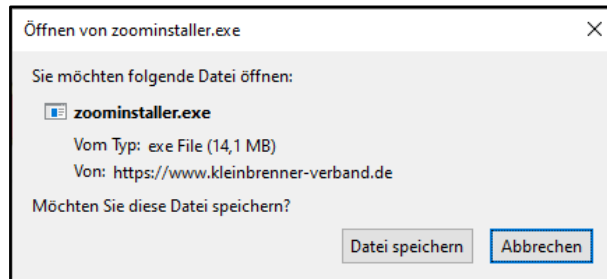 Öffnen von zoominstaller.exe
Sie möchten folgende Datei öffnen:
zoominstaller.exe
Vom Typ: exe File (14,1 MB)
Von: https://www.kleinbrenner-verband.de
Möchten Sie diese Datei speichern?
Datei speichern Abbrechen